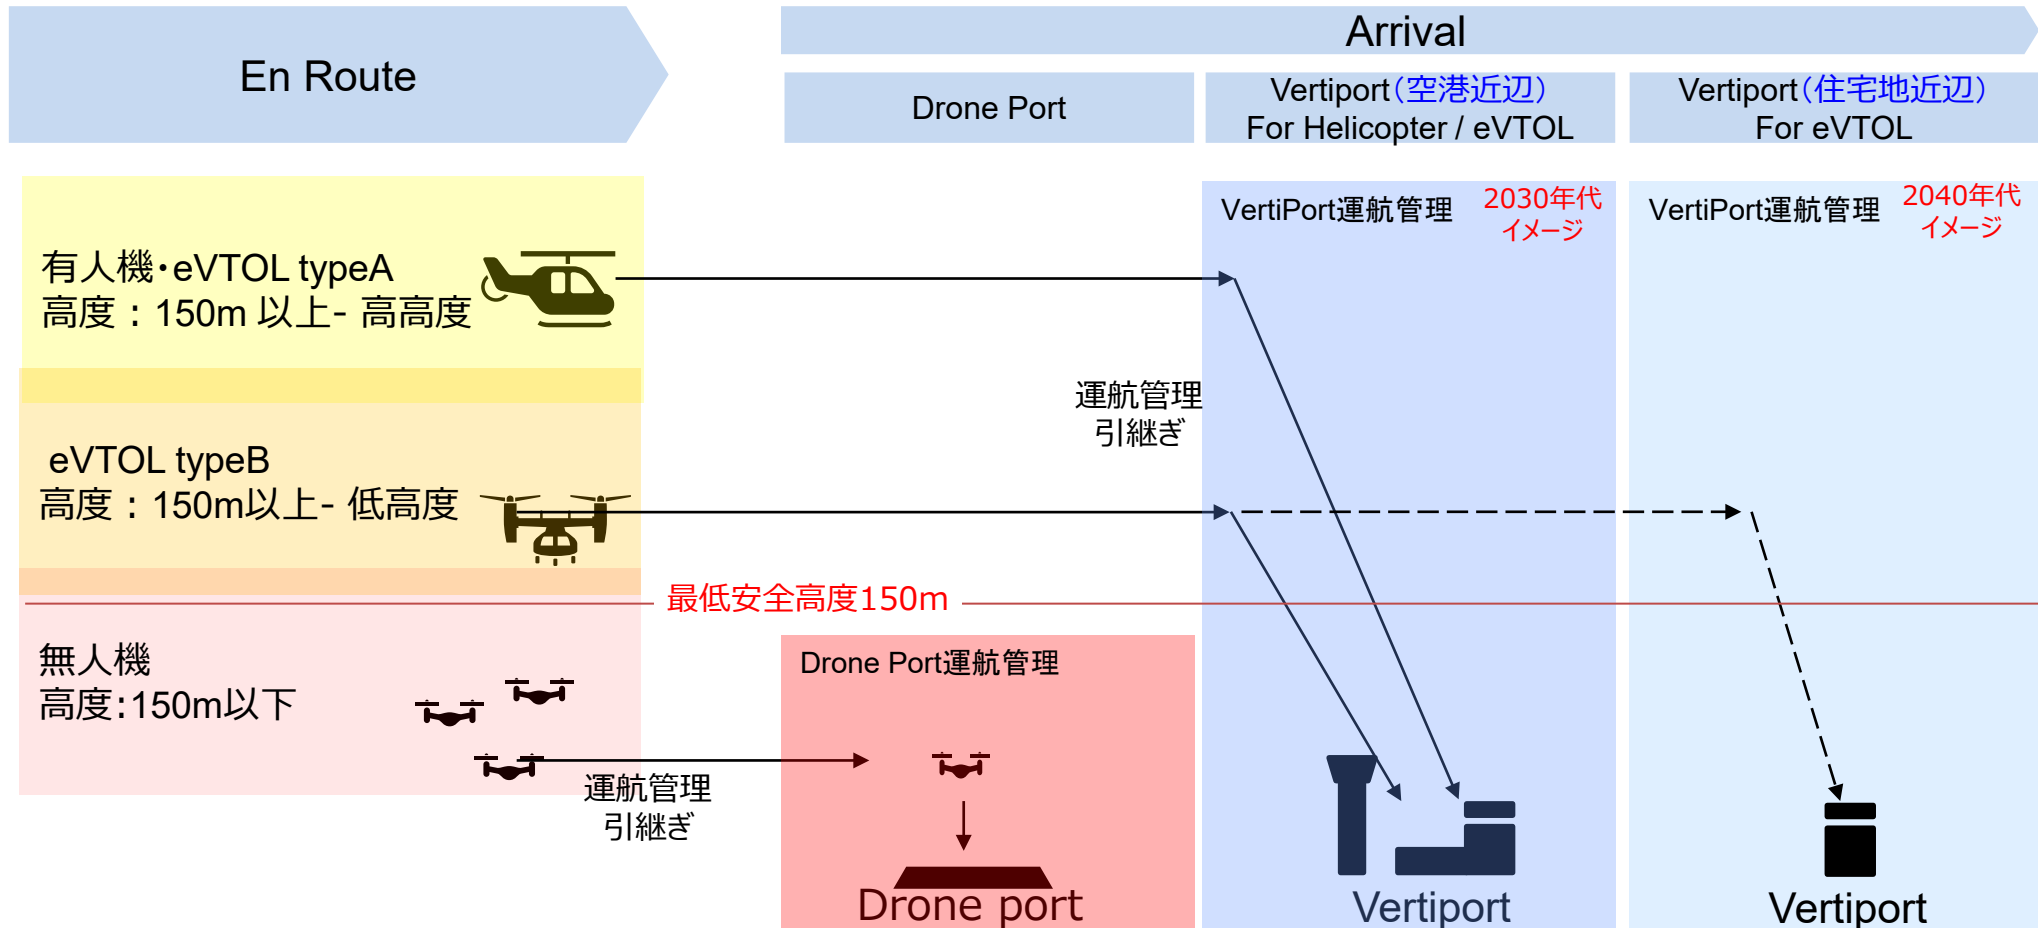 En Route
Arrival
Drone Port
Vertiport（空港近辺）
For Helicopter / eVTOL
Vertiport（住宅地近辺）
For eVTOL
有人機・eVTOL typeA
高度：150m 以上- 高高度
eVTOL typeB
高度：150m以上- 低高度
無人機
高度:150m以下
運航管理
引継ぎ
最低安全高度150m
運航管理
引継ぎ
Drone Port運航管理
Drone port
VertiPort運航管理
2030年代
イメージ
Vertiport
VertiPort運航管理
2040年代
イメージ
Vertiport